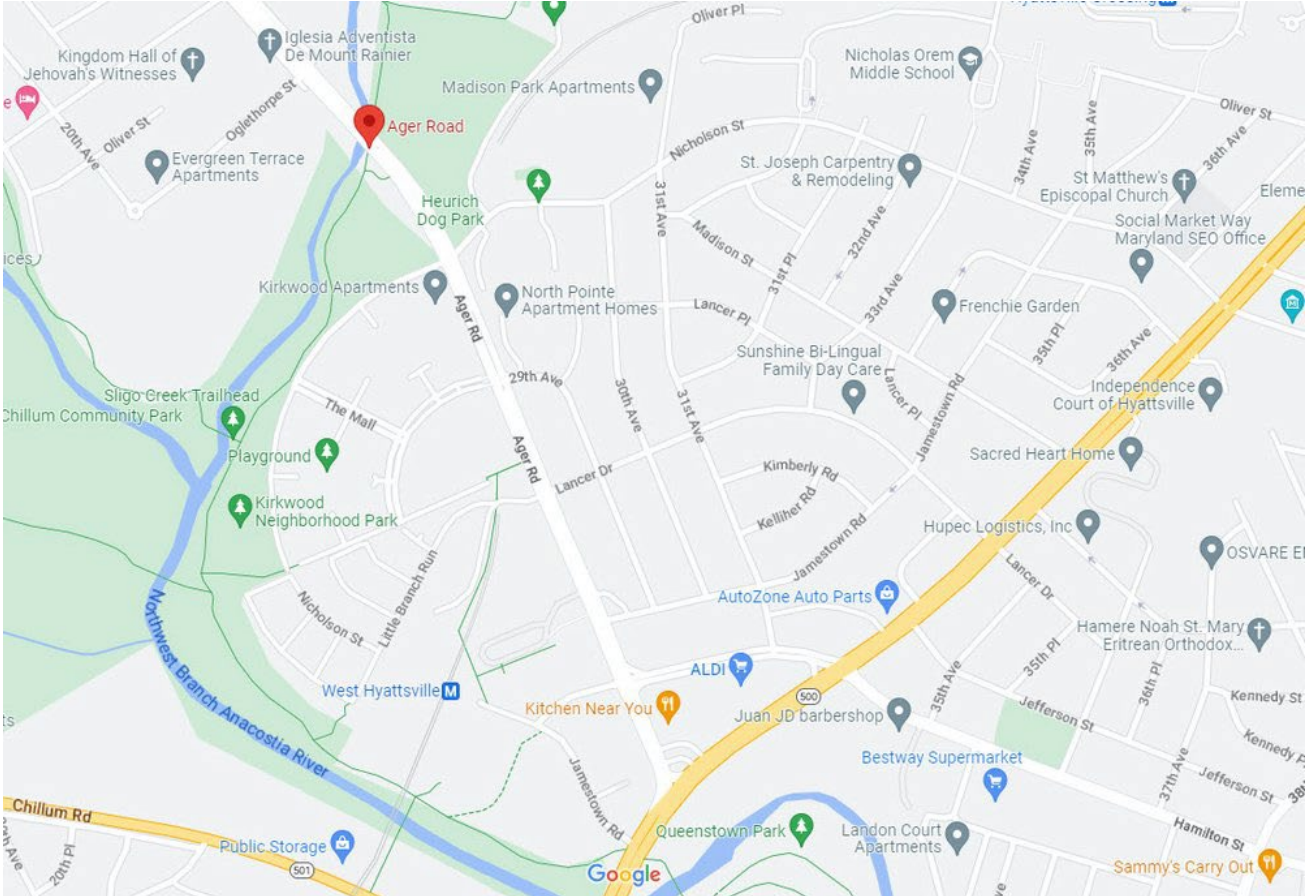 Oliver Pl
Hyattsville Crossing M
Iglesia Adventista
De Mount Rainier
Kingdom Hall of
Jehovah's Witnesses
Nicholas Orem
Middle School
Madison Park Apartments
e
20th Ave
Oliver St
Oglethorpe St
Ager Road
Nicholson St
34th Ave
35th Ave
36th Ave
Oliver St
Evergreen Terrace
Apartments
St. Joseph Carpentry
& Remodeling
St Matthew's
Episcopal Church
Eleme
Heurich
Dog Park
31st Ave
Madison St
32nd Ave
Social Market Way
Maryland SEO Office
ices
Kirkwood Apartments
Ager Rd
North Pointe
Apartment Homes
Lancer Pl
31st Pl
33rd Ave
Frenchie Garden
35th Pl
36th Ave
Sunshine Bi-Lingual
Family Day Care
Lancer Pl
Jamestown Rd
Independence
Court of Hyattsville
29th Ave
30th Ave
31st Ave
Sligo Creek Trailhead
Chillum Community Park
The Mall
Playground
Ager Rd
Lancer Dr
Kimberly Rd
Kelliher Rd
Sacred Heart Home
Kirkwood
Neighborhood Park
Hupec Logistics, Inc
OSVARE
Jamestown Rd
Lancer Dr
Northwest Branch Anacostia River
Nicholson St
Little Branch Run
AutoZone Auto Parts
Hamere Noah St. Mary
Eritrean Orthodox...
35th Pl
36th Pl
West Hyattsville M
ALDI
500
Kitchen Near You
Juan JD barbershop
35th Ave
Jefferson St
Kennedy St
Kennedy P
ts
Bestway Supermarket
Jamestown Rd
37th Ave
Jefferson St
38th
Chillum Rd
Public Storage
501
20th Pl
Queenstown Park
Landon Court
Apartments
Hamilton St
Google
Sammy's Carry Out